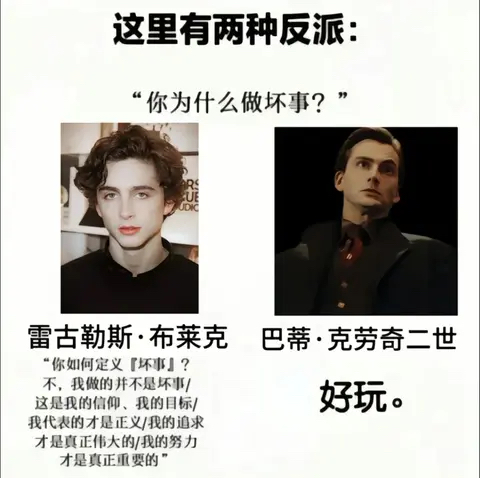 这里有两种反派：
“你为什么做坏事？”
雷古勒斯·布莱克
巴蒂·克劳奇二世
“你如何定义『坏事』？
不，我做的并不是坏事/
这是我的信仰、我的目标/
我代表的才是正义/我的追求
才是真正伟大的/我的努力
才是真正重要的”
好玩。